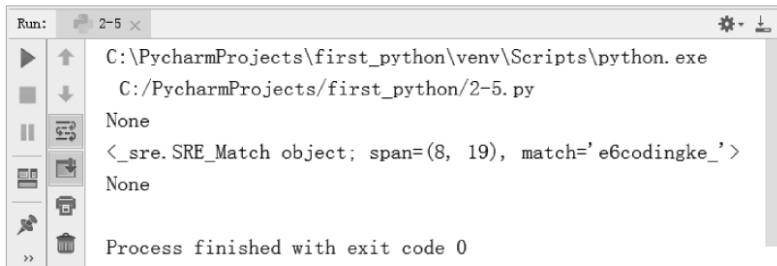 Run: 2-5
C:\PycharmProjects\first_python\venv\Scripts\python.exe
C:/PycharmProjects/first_python/2-5.py
None
<_sre.SRE_Match object; span=(8, 19), match='e6codingke_'>
None
Process finished with exit code 0